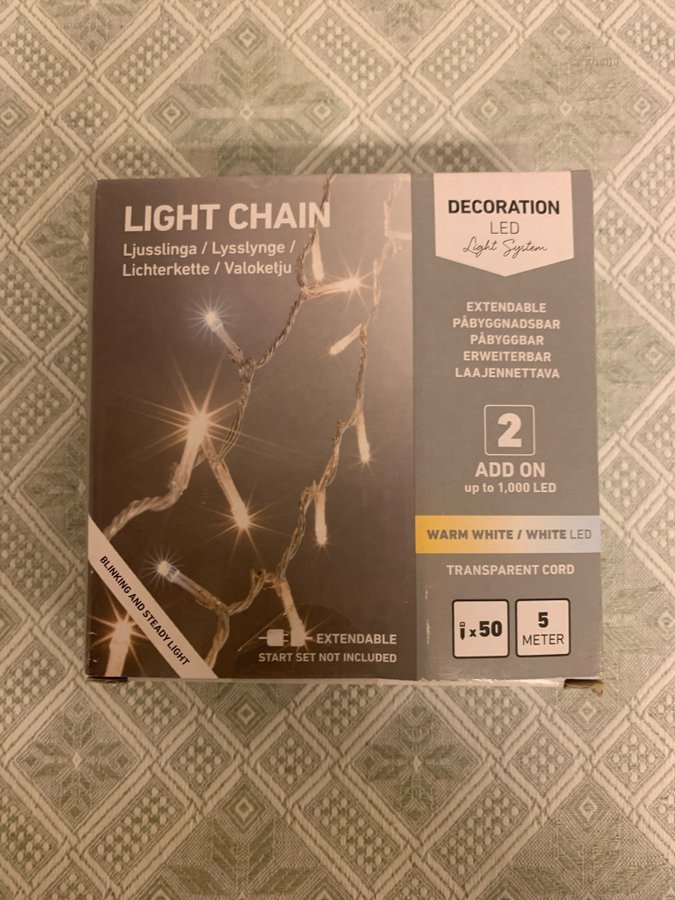 LIGHT CHAIN
Ljusslinga / Lysslynge /
Lichterkette / Valoketju
DECORATION
LED
Light System
EXTENDABLE
PÅBYGGNADSBAR
PÅBYGGBAR
ERWEITERBAR
LAAJENNETTAVA
2
ADD ON
up to 1,000 LED
WARM WHITE / WHITE LED
TRANSPARENT CORD
x 50
5
METER
BLINKING AND STEADY LIGHT
EXTENDABLE
START SET NOT INCLUDED